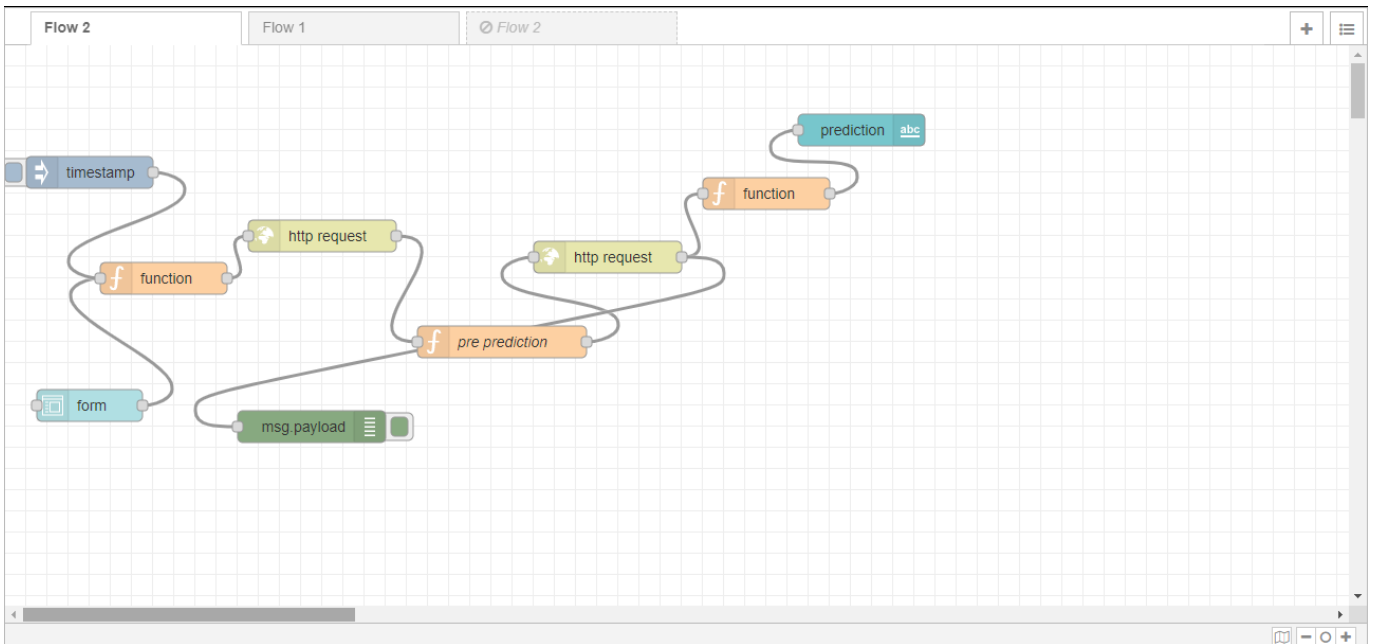 Flow 2
Flow 1
Flow 2
prediction abc
timestamp
function
http request
http request
function
pre prediction
form
msg.payload